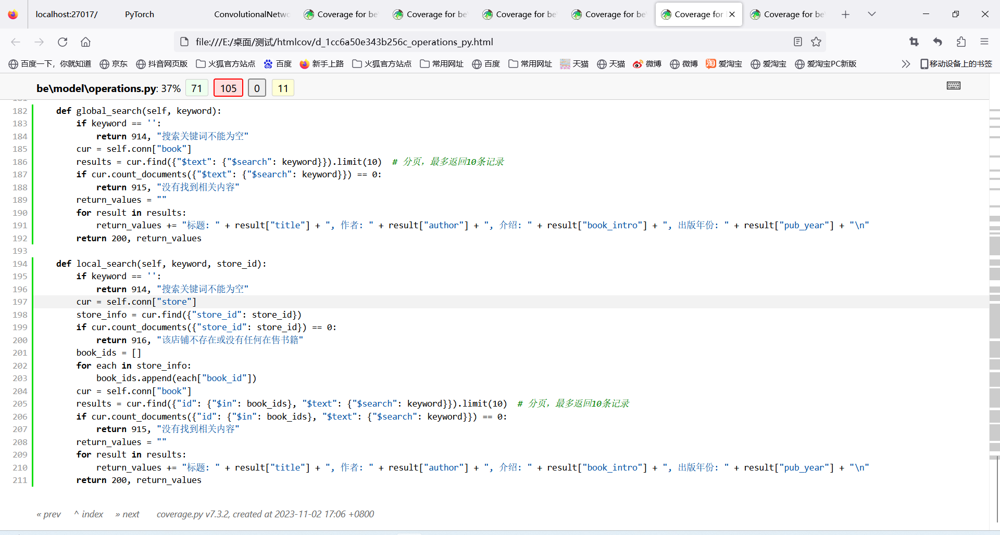 localhost:27017/ PyTorch ConvolutionalNetwo Coverage for be\ Coverage for be\ Coverage for be\ Coverage for be\ Coverage for Coverage for be\
file:///E:/桌面/测试/htmlcov/d_1cc6a50e343b256c_operations_py.html
百度一下，你就知道 京东 抖音网页版 火狐官方站点 百度 新手上路 火狐官方站点 常用网址 百度 常用网址 天猫 天猫 微博 微博 爱淘宝 爱淘宝 爱淘宝PC新版 移动设备上的书签
be\model\operations.py: 37% 71 105 0 11
181
182 def global_search(self, keyword):
183 if keyword == '':
184 return 914, "搜索关键词不能为空"
185 cur = self.conn["book"]
186 results = cur.find({"$text": {"$search": keyword}}).limit(10) # 分页，最多返回10条记录
187 if cur.count_documents({"$text": {"$search": keyword}}) == 0:
188 return 915, "没有找到相关内容"
189 return_values = ""
190 for result in results:
191 return_values += "标题: " + result["title"] + ", 作者: " + result["author"] + ", 介绍: " + result["book_intro"] + ", 出版年份: " + result["pub_year"] + "\n"
192 return 200, return_values
193
194 def local_search(self, keyword, store_id):
195 if keyword == '':
196 return 914, "搜索关键词不能为空"
197 cur = self.conn["store"]
198 store_info = cur.find({"store_id": store_id})
199 if cur.count_documents({"store_id": store_id}) == 0:
200 return 916, "该店铺不存在或没有任何在售书籍"
201 book_ids = []
202 for each in store_info:
203 book_ids.append(each["book_id"])
204 cur = self.conn["book"]
205 results = cur.find({"id": {"$in": book_ids}, "$text": {"$search": keyword}}).limit(10) # 分页，最多返回10条记录
206 if cur.count_documents({"id": {"$in": book_ids}, "$text": {"$search": keyword}}) == 0:
207 return 915, "没有找到相关内容"
208 return_values = ""
209 for result in results:
210 return_values += "标题: " + result["title"] + ", 作者: " + result["author"] + ", 介绍: " + result["book_intro"] + ", 出版年份: " + result["pub_year"] + "\n"
211 return 200, return_values
« prev ^ index » next coverage.py v7.3.2, created at 2023-11-02 17:06 +0800